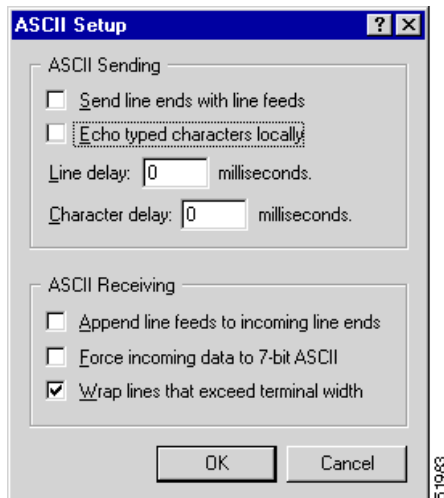 ASCII Setup
ASCII Sending
Send line ends with line feeds
Echo typed characters locally
Line delay: 0 milliseconds.
Character delay: 0 milliseconds.
ASCII Receiving
Append line feeds to incoming line ends
Force incoming data to 7-bit ASCII
Wrap lines that exceed terminal width
OK Cancel
51983